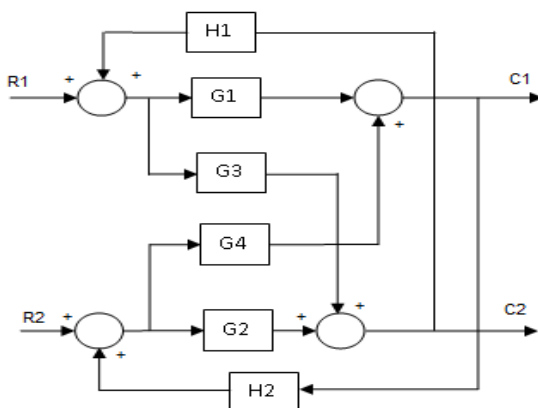 H1
+ +
R1 G1 C1
+
G3
G4
+ + +
R2 G2 C2
+
H2